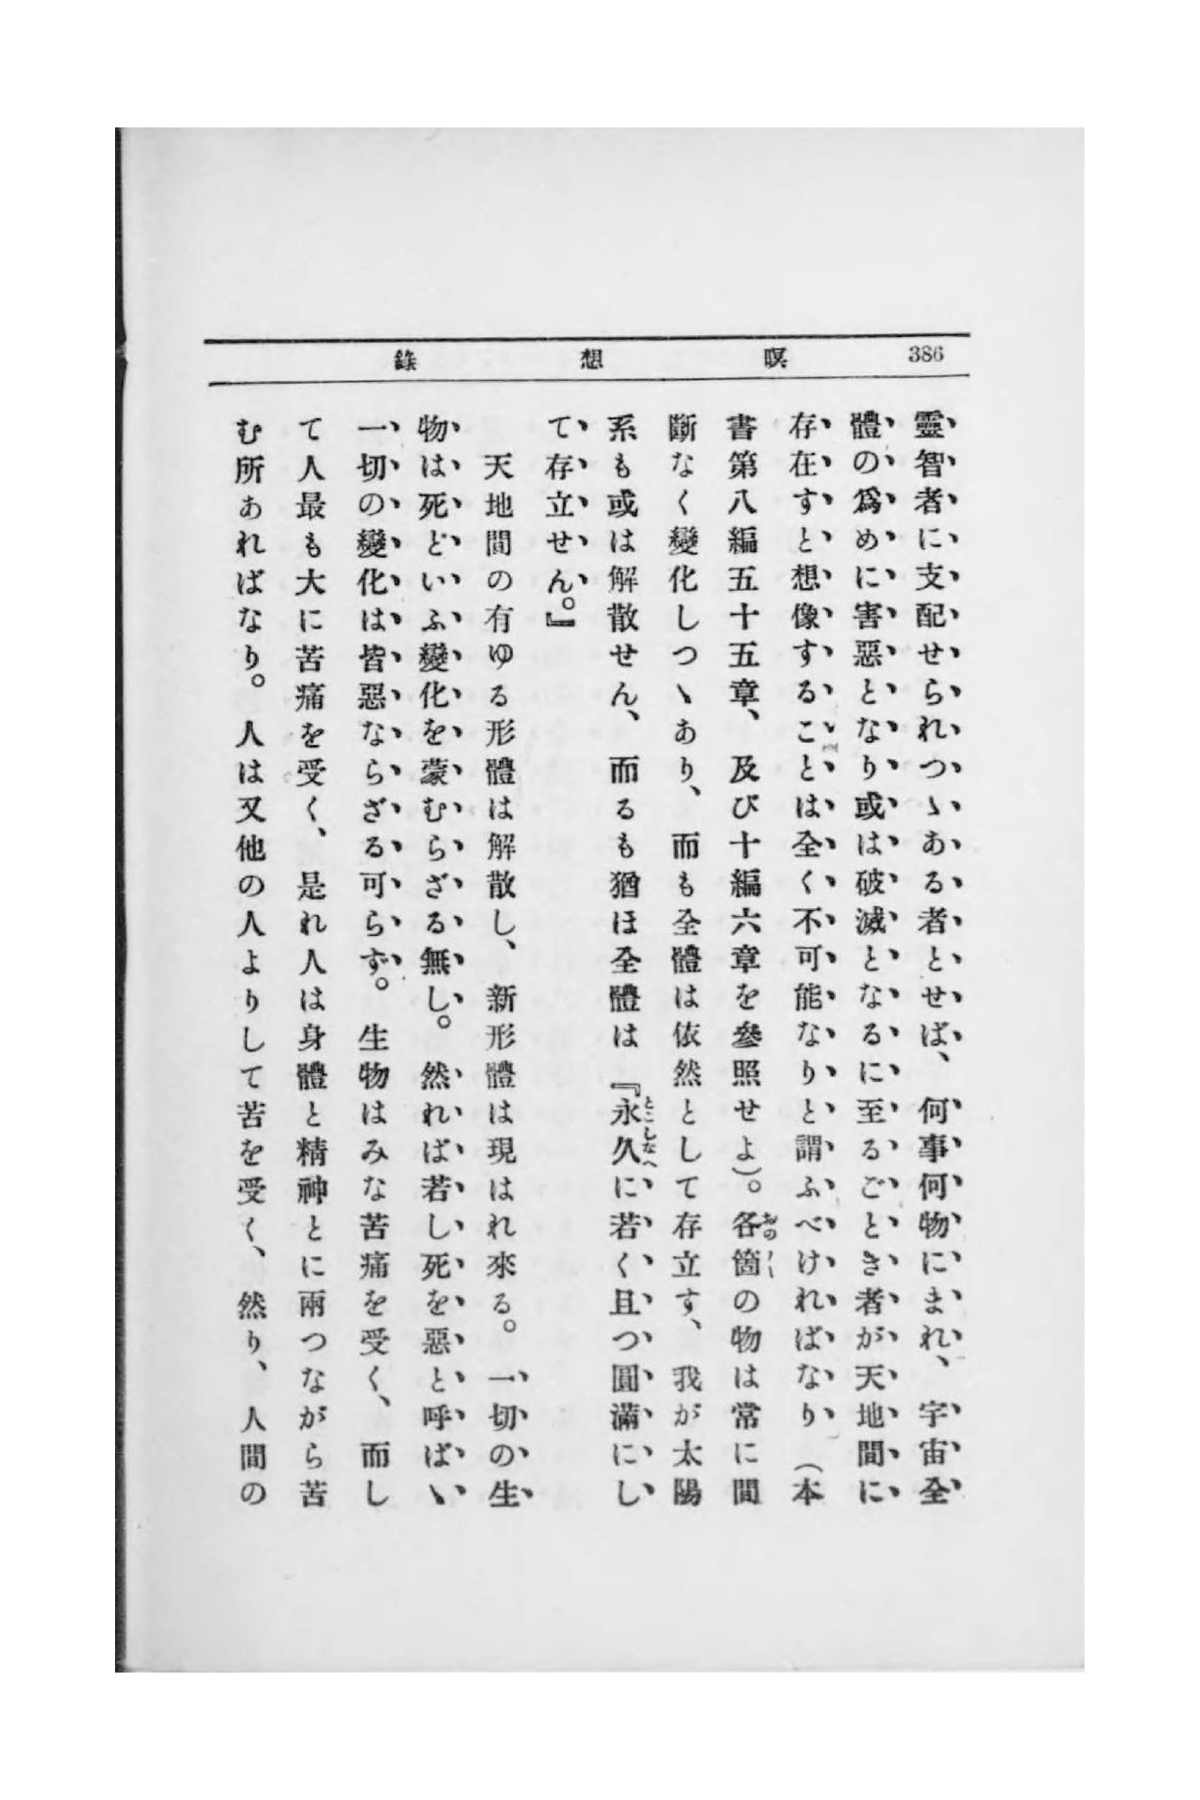 386 瞑想錄
靈智者に支配せられつゝある者とせば、何事何物にまれ、宇宙全
體の爲めに害惡となり或は破滅となるに至るごとき者が天地間に
存在すと想像することは全く不可能なりと謂ふべければなり（本
書第八編五十五章、及び十編六章を參照せよ）。各箇の物は常に間
おの〳〵
斷なく變化しつゝあり、而も全體は依然として存立す、我が太陽
系も或は解散せん、而るも猶ほ全體は『永久に若く且つ圓滿にし
とこしなへ
て存立せん。』
天地間の有ゆる形體は解散し、新形體は現はれ來る。一切の生
物は死といふ變化を蒙むらざる無し。然れば若し死を惡と呼ばゝ
一切の變化は皆惡ならざる可らず。生物はみな苦痛を受く、而し
て人最も大に苦痛を受く、是れ人は身體と精神とに兩つながら苦
む所あればなり。人は又他の人よりして苦を受く、然り、人間の